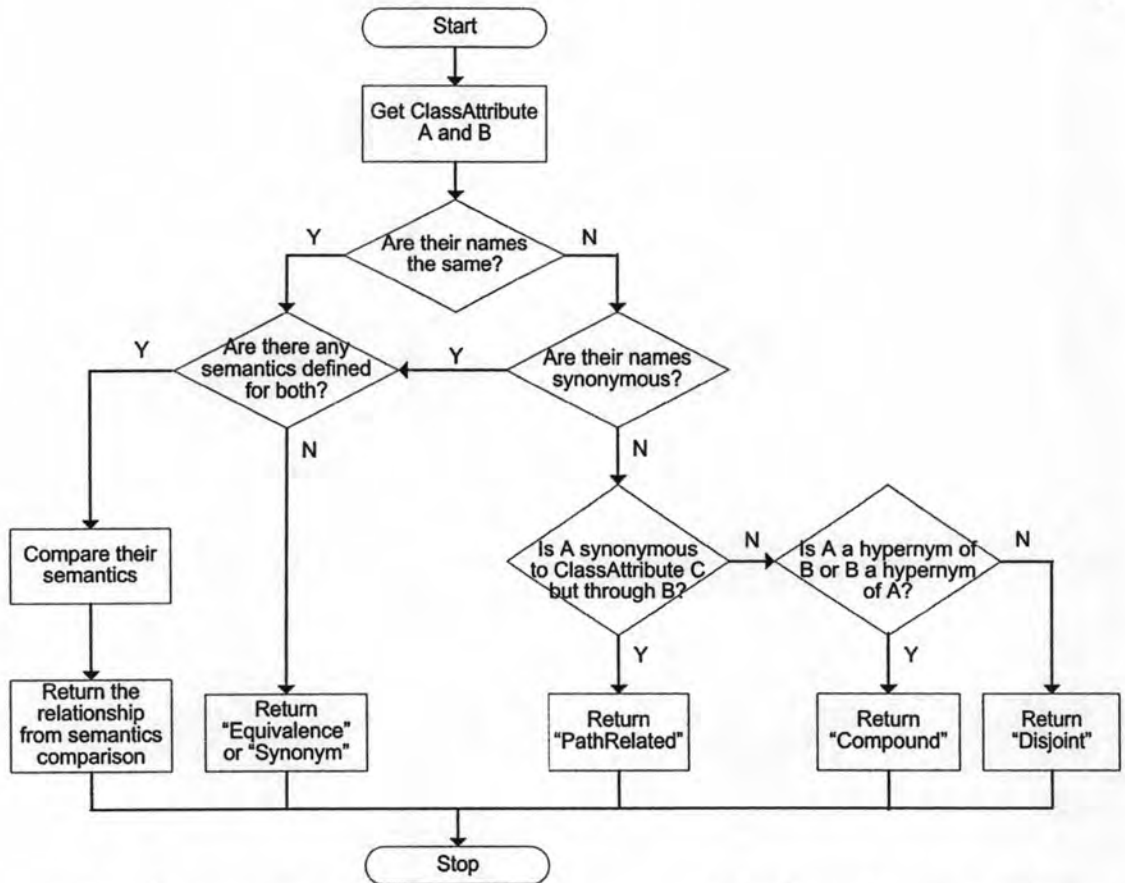 Start
Get ClassAttribute
A and B
Y
Are their names
the same?
N
Y
Are there any
semantics defined
for both?
Y
Are their names
synonymous?
N
N
Compare their
semantics
Is A synonymous
to ClassAttribute C
but through B?
N
Is A a hypernym of
B or B a hypernym
of A?
N
Y
Y
Return the
relationship
from semantics
comparison
Return
“Equivalence”
or “Synonym”
Return
“PathRelated”
Return
“Compound”
Return
“Disjoint”
Stop